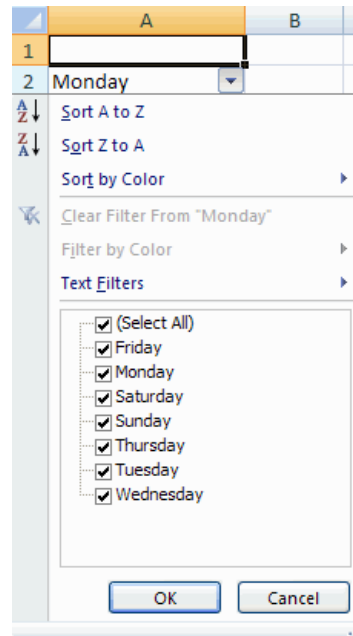 A B
1
2 Monday
Sort A to Z
Sort Z to A
Sort by Color
Clear Filter From "Monday"
Filter by Color
Text Filters
(Select All)
Friday
Monday
Saturday
Sunday
Thursday
Tuesday
Wednesday
OK Cancel